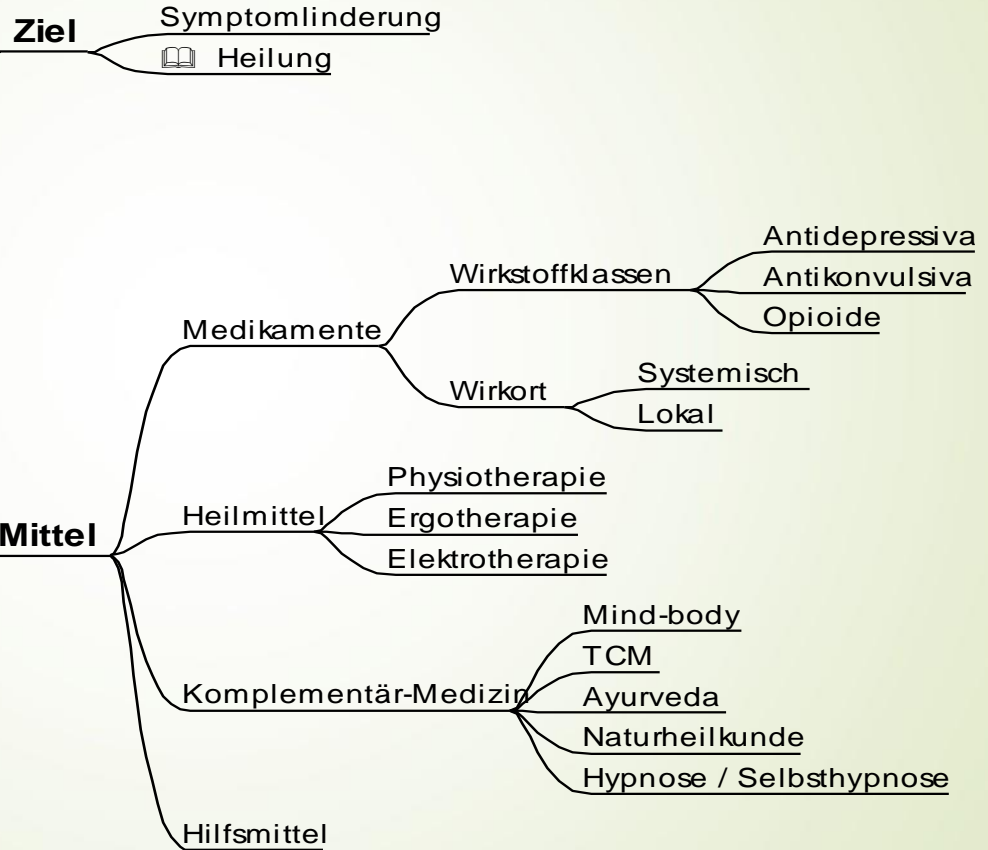 Ziel
Symptomlinderung
Heilung
Mittel
Medikamente
Wirkstoffklassen
Antidepressiva
Antikonvulsiva
Opioide
Wirkort
Systemisch
Lokal
Heilmittel
Physiotherapie
Ergotherapie
Elektrotherapie
Komplementär-Medizin
Mind-body
TCM
Ayurveda
Naturheilkunde
Hypnose / Selbsthypnose
Hilfsmittel